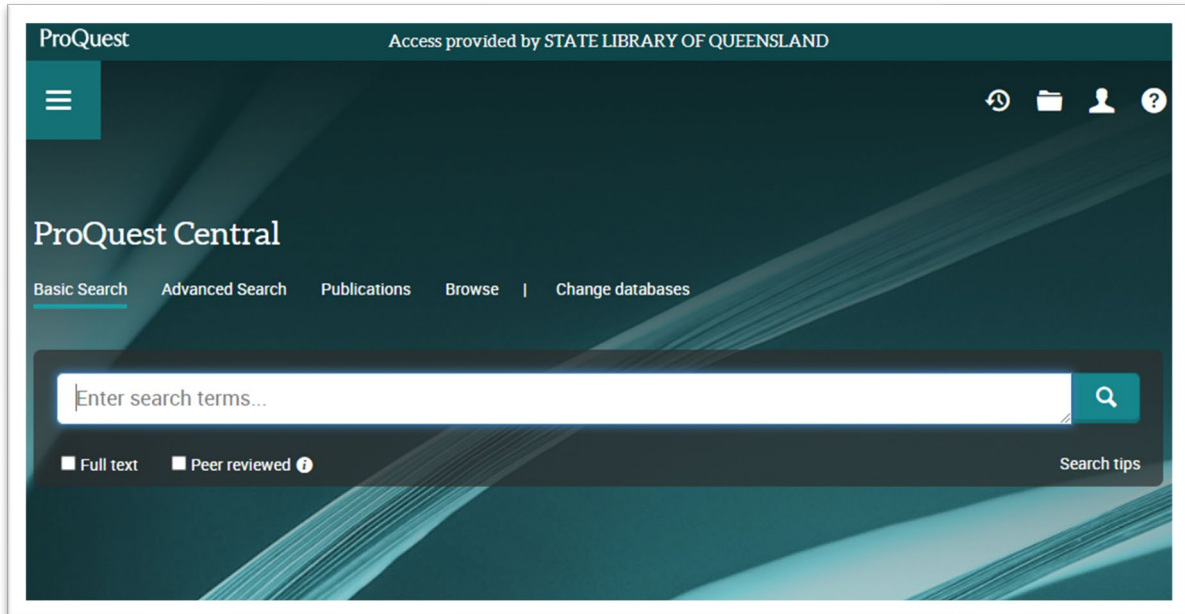 ProQuest Access provided by STATE LIBRARY OF QUEENSLAND
ProQuest Central
Basic Search Advanced Search Publications Browse | Change databases
Enter search terms...
Full text Peer reviewed Search tips